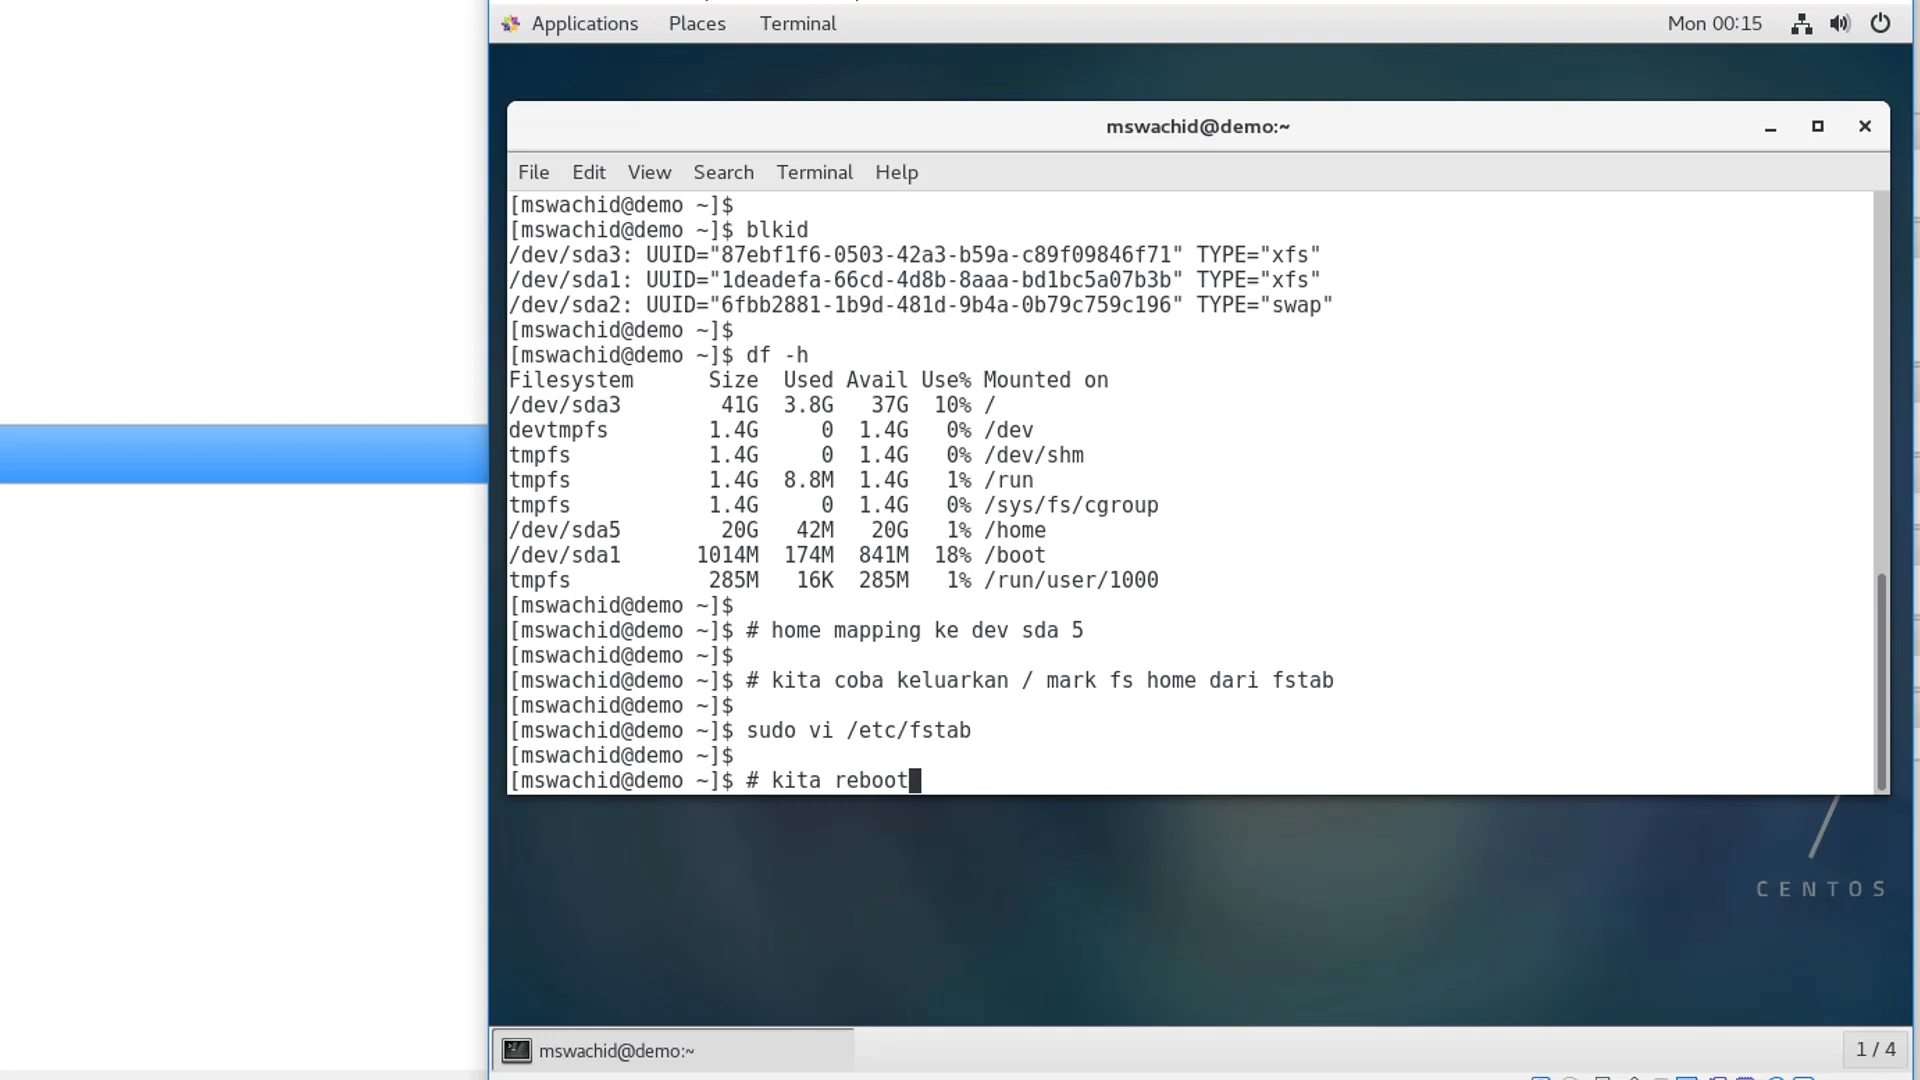 Applications Places Terminal Mon 00:15
mswachid@demo:~
File Edit View Search Terminal Help
[mswachid@demo ~]$
[mswachid@demo ~]$ blkid
/dev/sda3: UUID="87ebf1f6-0503-42a3-b59a-c89f09846f71" TYPE="xfs"
/dev/sda1: UUID="1deadefa-66cd-4d8b-8aaa-bd1bc5a07b3b" TYPE="xfs"
/dev/sda2: UUID="6fbb2881-1b9d-481d-9b4a-0b79c759c196" TYPE="swap"
[mswachid@demo ~]$
[mswachid@demo ~]$ df -h
Filesystem Size Used Avail Use% Mounted on
/dev/sda3 41G 3.8G 37G 10% /
devtmpfs 1.4G 0 1.4G 0% /dev
tmpfs 1.4G 0 1.4G 0% /dev/shm
tmpfs 1.4G 8.8M 1.4G 1% /run
tmpfs 1.4G 0 1.4G 0% /sys/fs/cgroup
/dev/sda5 20G 42M 20G 1% /home
/dev/sda1 1014M 174M 841M 18% /boot
tmpfs 285M 16K 285M 1% /run/user/1000
[mswachid@demo ~]$
[mswachid@demo ~]$ # home mapping ke dev sda 5
[mswachid@demo ~]$
[mswachid@demo ~]$ # kita coba keluarkan / mark fs home dari fstab
[mswachid@demo ~]$
[mswachid@demo ~]$ sudo vi /etc/fstab
[mswachid@demo ~]$
[mswachid@demo ~]$ # kita reboot
7
CENTOS
mswachid@demo:~ 1 / 4